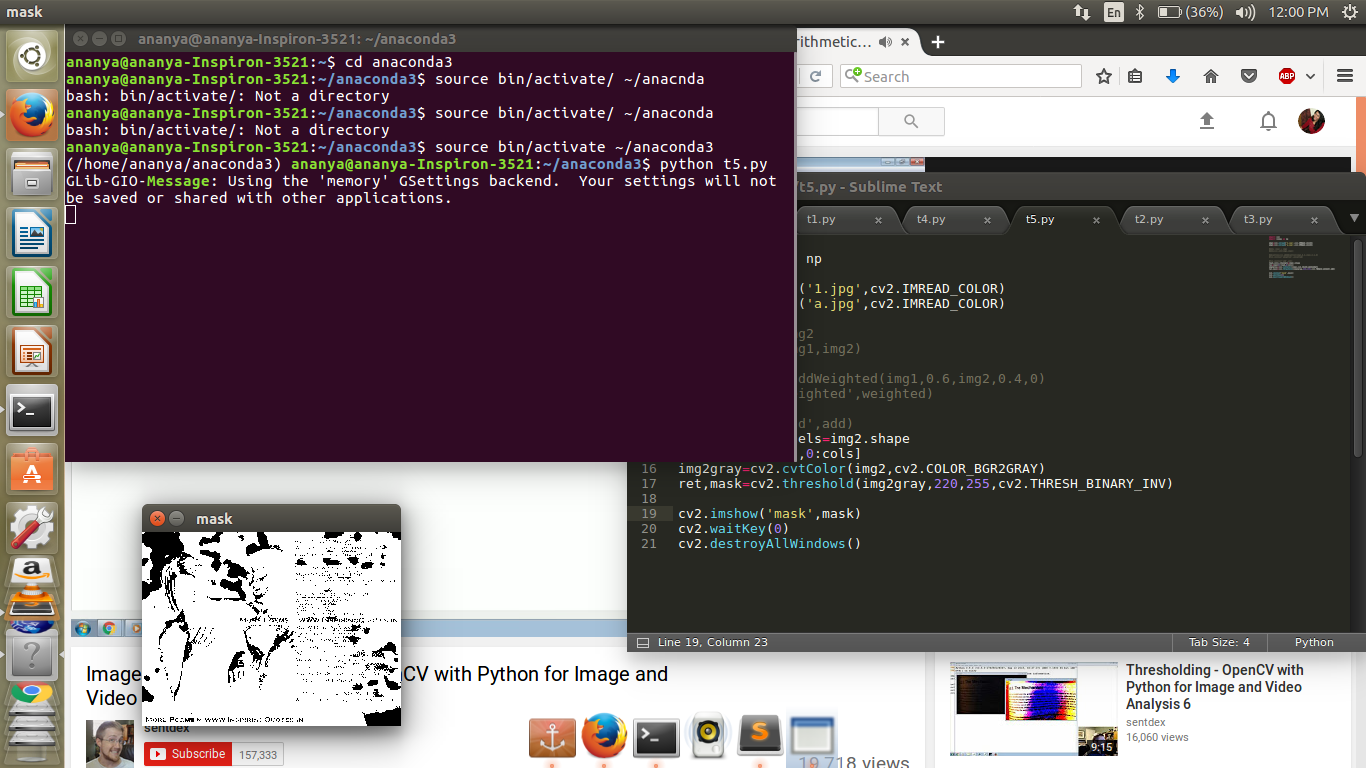 mask
En
(36%)
12:00 PM
ananya@ananya-Inspiron-3521: ~/anaconda3
ananya@ananya-Inspiron-3521:~$ cd anaconda3
ananya@ananya-Inspiron-3521:~/anaconda3$ source bin/activate/ ~/anacnda
bash: bin/activate/: Not a directory
ananya@ananya-Inspiron-3521:~/anaconda3$ source bin/activate/ ~/anaconda
bash: bin/activate/: Not a directory
ananya@ananya-Inspiron-3521:~/anaconda3$ source bin/activate ~/anaconda3
(/home/ananya/anaconda3) ananya@ananya-Inspiron-3521:~/anaconda3$ python t5.py
GLib-GIO-Message: Using the 'memory' GSettings backend.  Your settings will not
be saved or shared with other applications.
rithmetic...
Search
ABP
/t5.py - Sublime Text
t1.py
t4.py
t5.py
t2.py
t3.py
np
('1.jpg',cv2.IMREAD_COLOR)
('a.jpg',cv2.IMREAD_COLOR)
g2
g1,img2)
ddWeighted(img1,0.6,img2,0.4,0)
ighted',weighted)
d',add)
els=img2.shape
,0:cols]
16 img2gray=cv2.cvtColor(img2,cv2.COLOR_BGR2GRAY)
17 ret,mask=cv2.threshold(img2gray,220,255,cv2.THRESH_BINARY_INV)
18
19 cv2.imshow('mask',mask)
20 cv2.waitKey(0)
21 cv2.destroyAllWindows()
Line 19, Column 23
Tab Size: 4
Python
mask
Image
CV with Python for Image and
Video
sentdex
Subscribe
157,333
19,718 views
Thresholding - OpenCV with
Python for Image and Video
Analysis 6
sentdex
16,060 views
9:15